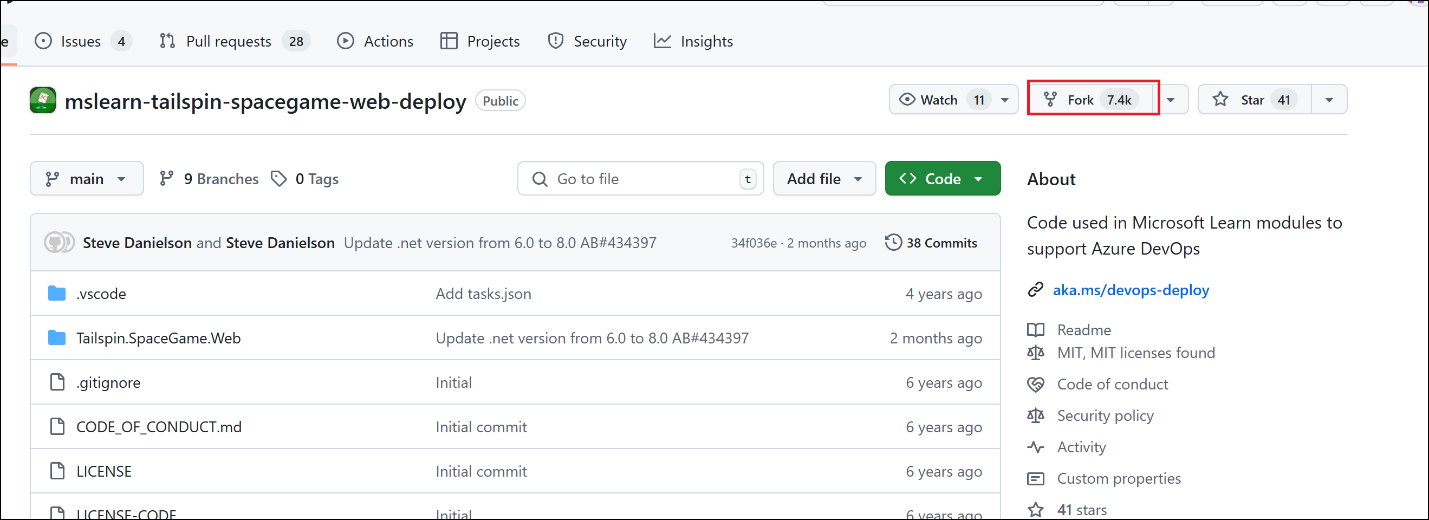 e Issues 4 Pull requests 28 Actions Projects Security Insights
mslearn-tailspin-spacegame-web-deploy Public Watch 11 Fork 7.4k Star 41
main 9 Branches 0 Tags Go to file t Add file Code
About
Code used in Microsoft Learn modules to
support Azure DevOps
Steve Danielson and Steve Danielson Update .net version from 6.0 to 8.0 AB#434397 34f036e · 2 months ago 38 Commits
.vscode Add tasks.json 4 years ago
Tailspin.SpaceGame.Web Update .net version from 6.0 to 8.0 AB#434397 2 months ago
.gitignore Initial 6 years ago
CODE_OF_CONDUCT.md Initial commit 6 years ago
LICENSE Initial commit 6 years ago
LICENSE-CODE Initial 6 years ago
aka.ms/devops-deploy
Readme
MIT, MIT licenses found
Code of conduct
Security policy
Activity
Custom properties
41 stars